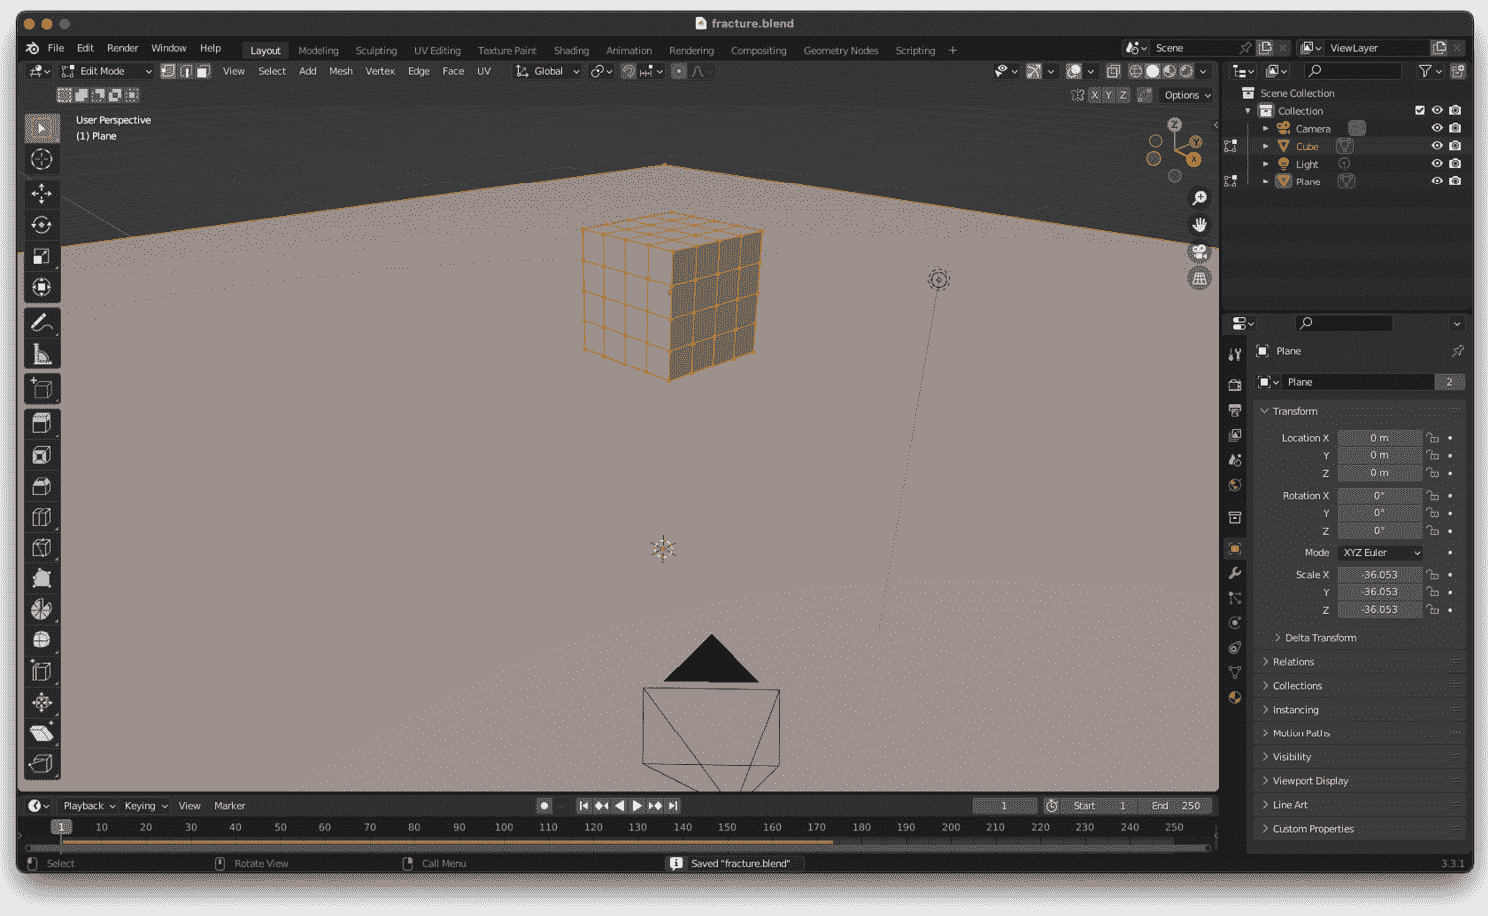 fracture.blend
File Edit Render Window Help Layout Modeling Sculpting UV Editing Texture Paint Shading Animation Rendering Compositing Geometry Nodes Scripting + Scene ViewLayer
Edit Mode View Select Add Mesh Vertex Edge Face UV Global
X Y Z Options
User Perspective
(1) Plane
Z
Y
X
Scene Collection
Collection
Camera
Cube
Light
Plane
Plane
Plane 2
Transform
Location X 0 m
Y 0 m
Z 0 m
Rotation X 0°
Y 0°
Z 0°
Mode XYZ Euler
Scale X -36.053
Y -36.053
Z -36.053
Delta Transform
Relations
Collections
Instancing
Motion Paths
Visibility
Viewport Display
Line Art
Custom Properties
Playback Keying View Marker 1 Start 1 End 250
1 10 20 30 40 50 60 70 80 90 100 110 120 130 140 150 160 170 180 190 200 210 220 230 240 250
Select Rotate View Call Menu Saved "fracture.blend" 3.3.1